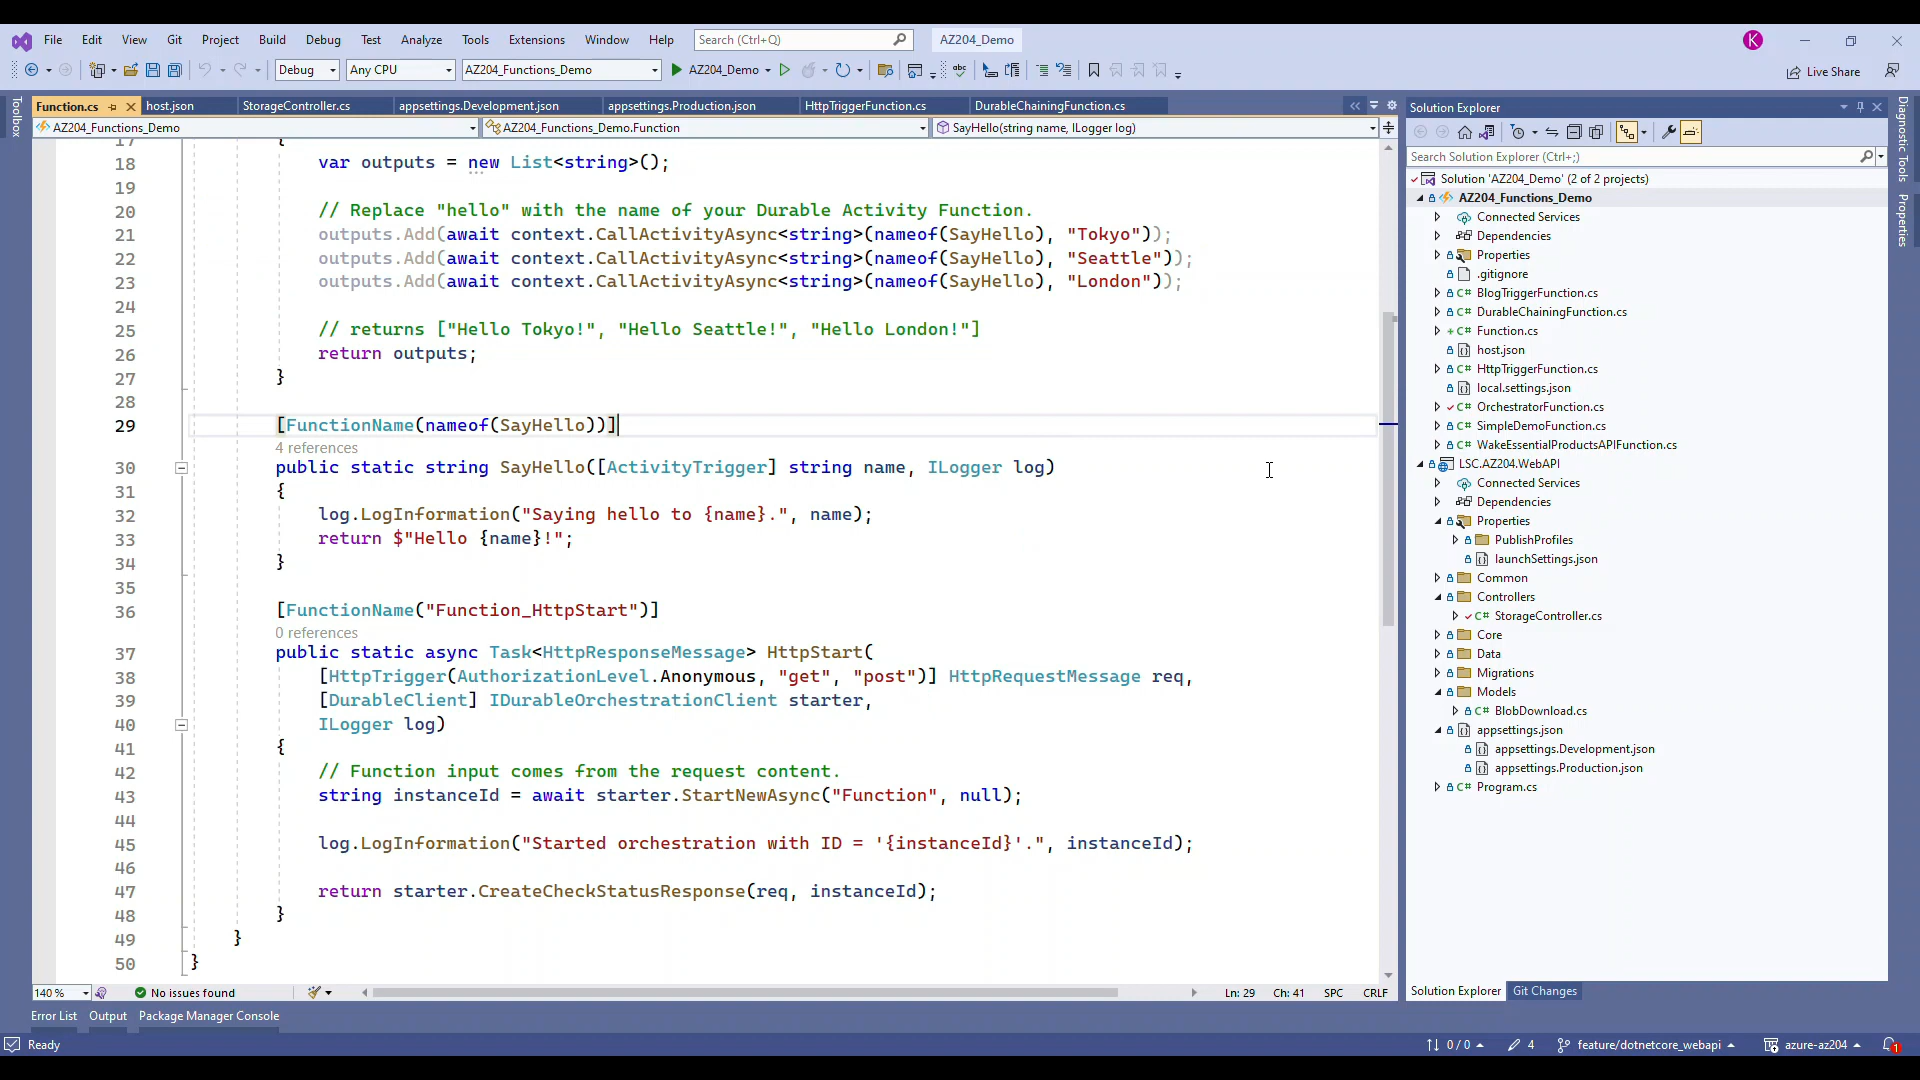 File Edit View Git Project Build Debug Test Analyze Tools Extensions Window Help Search (Ctrl+Q) AZ204_Demo K
Debug Any CPU AZ204_Functions_Demo AZ204_Demo Live Share
Toolbox
Function.cs host.json StorageController.cs appsettings.Development.json appsettings.Production.json HttpTriggerFunction.cs DurableChainingFunction.cs
AZ204_Functions_Demo AZ204_Functions_Demo.Function SayHello(string name, ILogger log)
17 {
18 var outputs = new List<string>();
19
20 // Replace "hello" with the name of your Durable Activity Function.
21 outputs.Add(await context.CallActivityAsync<string>(nameof(SayHello), "Tokyo"));
22 outputs.Add(await context.CallActivityAsync<string>(nameof(SayHello), "Seattle"));
23 outputs.Add(await context.CallActivityAsync<string>(nameof(SayHello), "London"));
24
25 // returns ["Hello Tokyo!", "Hello Seattle!", "Hello London!"]
26 return outputs;
27 }
28
29 [FunctionName(nameof(SayHello))]
4 references
30 public static string SayHello([ActivityTrigger] string name, ILogger log)
31 {
32 log.LogInformation("Saying hello to {name}.", name);
33 return $"Hello {name}!";
34 }
35
36 [FunctionName("Function_HttpStart")]
0 references
37 public static async Task<HttpResponseMessage> HttpStart(
38 [HttpTrigger(AuthorizationLevel.Anonymous, "get", "post")] HttpRequestMessage req,
39 [DurableClient] IDurableOrchestrationClient starter,
40 ILogger log)
41 {
42 // Function input comes from the request content.
43 string instanceId = await starter.StartNewAsync("Function", null);
44
45 log.LogInformation("Started orchestration with ID = '{instanceId}'.", instanceId);
46
47 return starter.CreateCheckStatusResponse(req, instanceId);
48 }
49 }
50 }
140 % No issues found Ln: 29 Ch: 41 SPC CRLF
Error List Output Package Manager Console
Solution Explorer
Search Solution Explorer (Ctrl+;)
Solution 'AZ204_Demo' (2 of 2 projects)
AZ204_Functions_Demo
Connected Services
Dependencies
Properties
.gitignore
C# BlogTriggerFunction.cs
C# DurableChainingFunction.cs
C# Function.cs
host.json
C# HttpTriggerFunction.cs
local.settings.json
C# OrchestratorFunction.cs
C# SimpleDemoFunction.cs
C# WakeEssentialProductsAPIFunction.cs
LSC.AZ204.WebAPI
Connected Services
Dependencies
Properties
PublishProfiles
launchSettings.json
Common
Controllers
C# StorageController.cs
Core
Data
Migrations
Models
C# BlobDownload.cs
appsettings.json
appsettings.Development.json
appsettings.Production.json
C# Program.cs
Solution Explorer Git Changes
Diagnostic Tools
Properties
Ready 0 / 0 4 feature/dotnetcore_webapi azure-az204 1